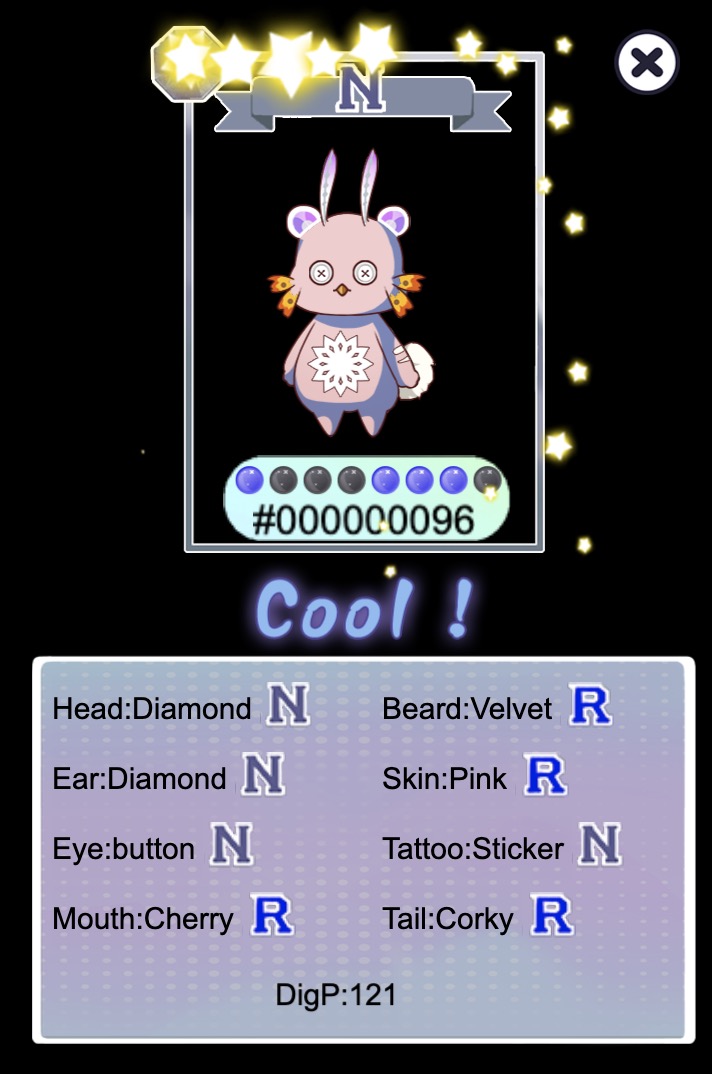 N
#000000096
Cool !
Head:Diamond N
Beard:Velvet R
Ear:Diamond N
Skin:Pink R
Eye:button N
Tattoo:Sticker N
Mouth:Cherry R
Tail:Corky R
DigP:121